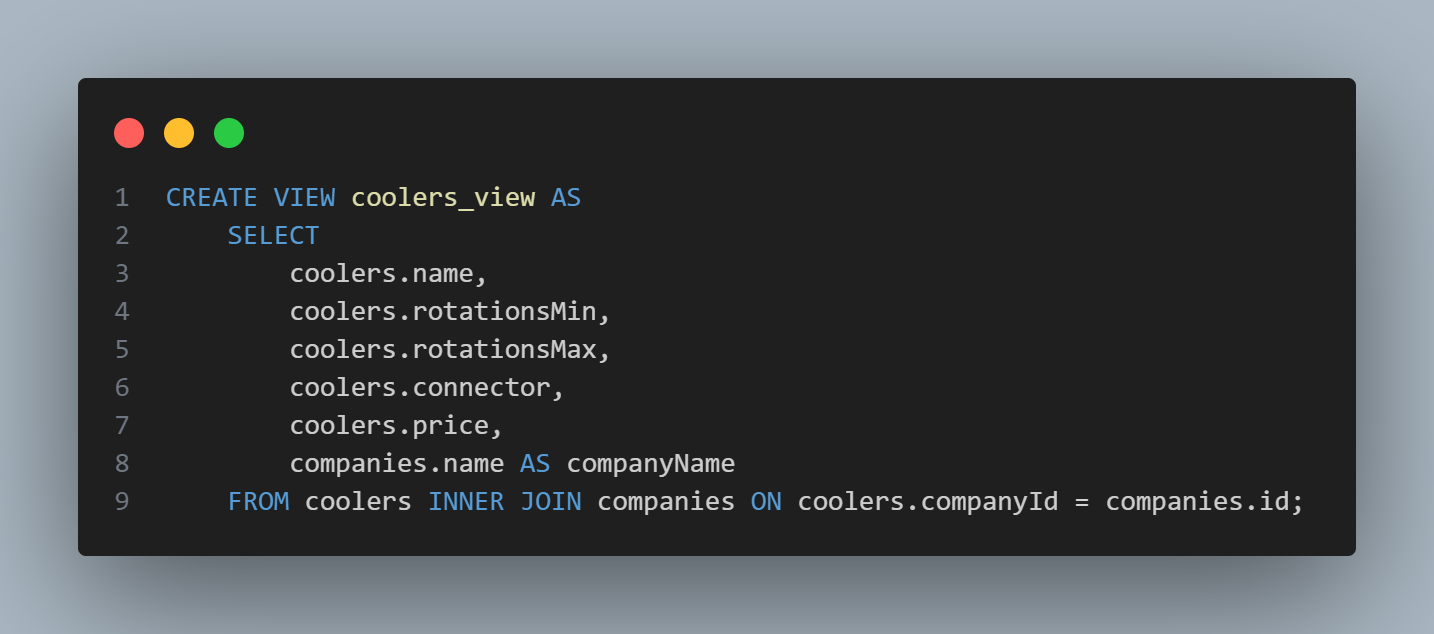 1 CREATE VIEW coolers_view AS
2 SELECT
3 coolers.name,
4 coolers.rotationsMin,
5 coolers.rotationsMax,
6 coolers.connector,
7 coolers.price,
8 companies.name AS companyName
9 FROM coolers INNER JOIN companies ON coolers.companyId = companies.id;